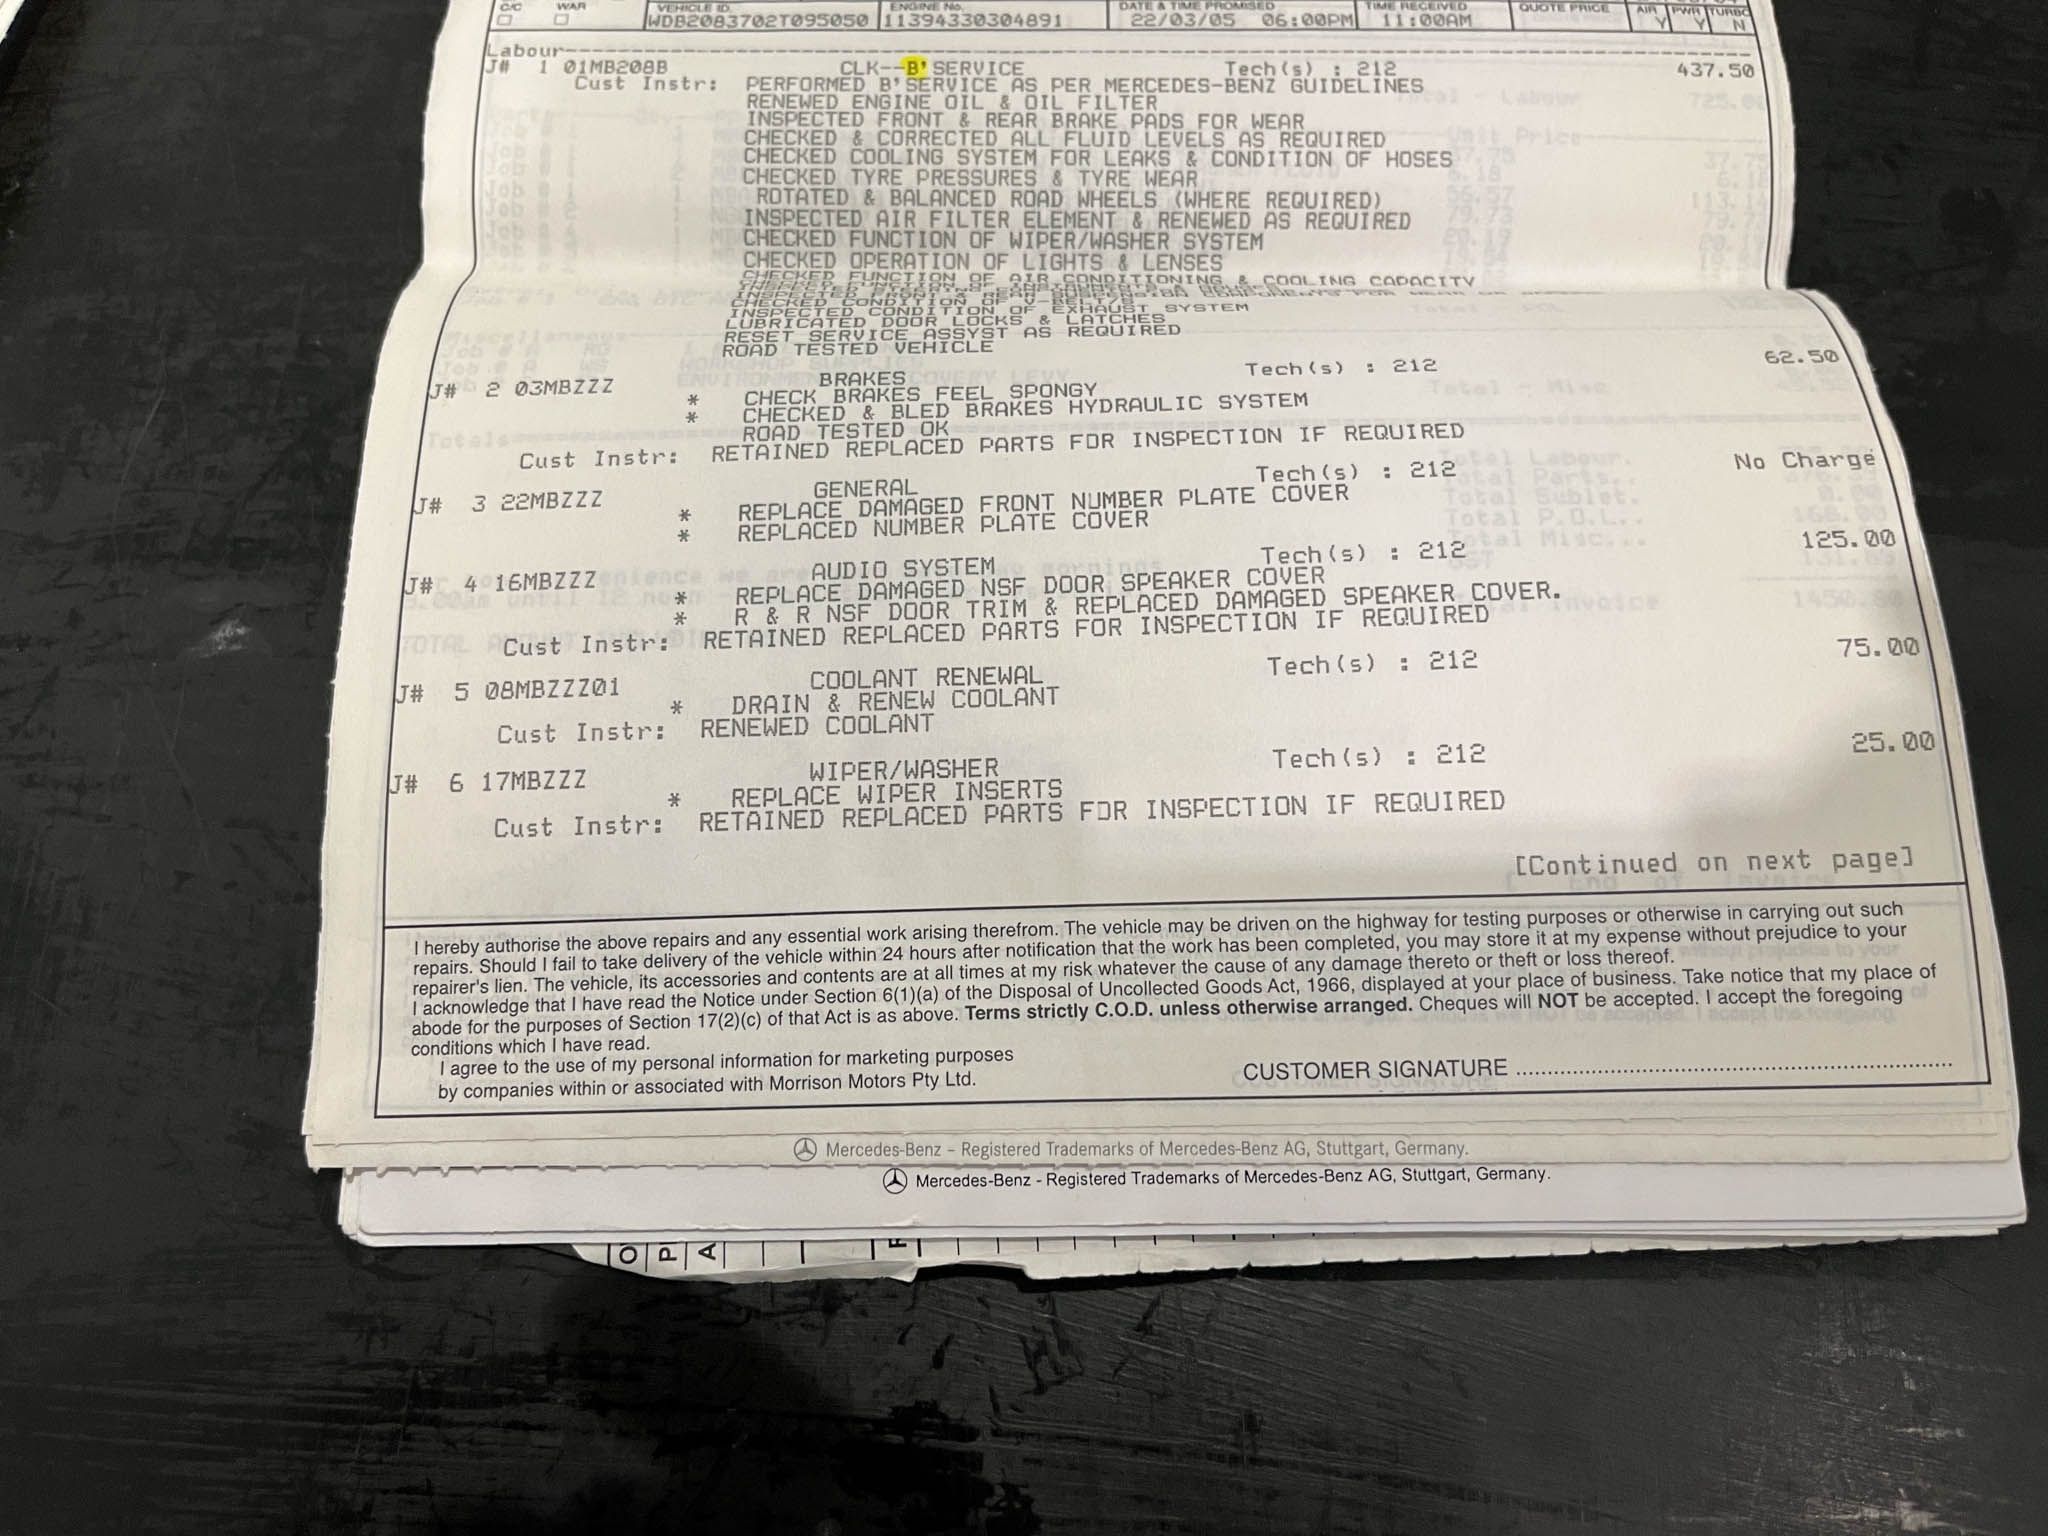 C/C WAR VEHICLE ID. ENGINE No. DATE & TIME PROMISED TIME RECEIVED QUOTE PRICE AIR PWR TURBO
WDB2083702T095050 11394330304891 22/03/05 06:00PM 11:00AM Y Y N
Labour
J# 1 01MB208B CLK--B'SERVICE Tech(s) : 212 437.50
Cust Instr: PERFORMED B'SERVICE AS PER MERCEDES-BENZ GUIDELINES
RENEWED ENGINE OIL & OIL FILTER
INSPECTED FRONT & REAR BRAKE PADS FOR WEAR
CHECKED & CORRECTED ALL FLUID LEVELS AS REQUIRED
CHECKED COOLING SYSTEM FOR LEAKS & CONDITION OF HOSES
CHECKED TYRE PRESSURES & TYRE WEAR
ROTATED & BALANCED ROAD WHEELS (WHERE REQUIRED)
INSPECTED AIR FILTER ELEMENT & RENEWED AS REQUIRED
CHECKED FUNCTION OF WIPER/WASHER SYSTEM
CHECKED OPERATION OF LIGHTS & LENSES
CHECKED FUNCTION OF AIR CONDITIONING & COOLING CAPACITY
INSPECTED FRONT & REAR SUSPENSION COMPONENTS FOR WEAR
CHECKED CONDITION OF V-BELT/S
INSPECTED CONDITION OF EXHAUST SYSTEM
LUBRICATED DOOR LOCKS & LATCHES
RESET SERVICE ASSYST AS REQUIRED
ROAD TESTED VEHICLE
J# 2 03MBZZZ BRAKES Tech(s) : 212 62.50
* CHECK BRAKES FEEL SPONGY
* CHECKED & BLED BRAKES HYDRAULIC SYSTEM
ROAD TESTED OK
Cust Instr: RETAINED REPLACED PARTS FOR INSPECTION IF REQUIRED
J# 3 22MBZZZ GENERAL Tech(s) : 212 No Charge
* REPLACE DAMAGED FRONT NUMBER PLATE COVER
* REPLACED NUMBER PLATE COVER
J# 4 16MBZZZ AUDIO SYSTEM Tech(s) : 212 125.00
* REPLACE DAMAGED NSF DOOR SPEAKER COVER
* R & R NSF DOOR TRIM & REPLACED DAMAGED SPEAKER COVER.
Cust Instr: RETAINED REPLACED PARTS FOR INSPECTION IF REQUIRED
J# 5 08MBZZZ01 COOLANT RENEWAL Tech(s) : 212 75.00
* DRAIN & RENEW COOLANT
Cust Instr: RENEWED COOLANT
J# 6 17MBZZZ WIPER/WASHER Tech(s) : 212 25.00
* REPLACE WIPER INSERTS
Cust Instr: RETAINED REPLACED PARTS FOR INSPECTION IF REQUIRED
[Continued on next page]
I hereby authorise the above repairs and any essential work arising therefrom. The vehicle may be driven on the highway for testing purposes or otherwise in carrying out such
repairs. Should I fail to take delivery of the vehicle within 24 hours after notification that the work has been completed, you may store it at my expense without prejudice to your
repairer's lien. The vehicle, its accessories and contents are at all times at my risk whatever the cause of any damage thereto or theft or loss thereof.
I acknowledge that I have read the Notice under Section 6(1)(a) of the Disposal of Uncollected Goods Act, 1966, displayed at your place of business. Take notice that my place of
abode for the purposes of Section 17(2)(c) of that Act is as above. Terms strictly C.O.D. unless otherwise arranged. Cheques will NOT be accepted. I accept the foregoing
conditions which I have read.
I agree to the use of my personal information for marketing purposes
by companies within or associated with Morrison Motors Pty Ltd.
CUSTOMER SIGNATURE
Mercedes-Benz – Registered Trademarks of Mercedes-Benz AG, Stuttgart, Germany.
Mercedes-Benz - Registered Trademarks of Mercedes-Benz AG, Stuttgart, Germany.